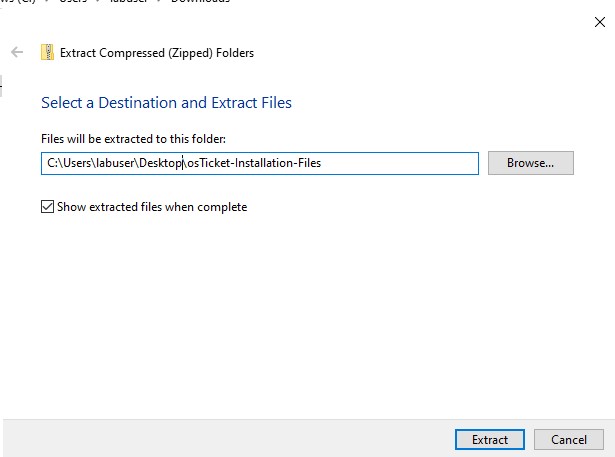 Users labuser Downloads
Extract Compressed (Zipped) Folders
Select a Destination and Extract Files
Files will be extracted to this folder:
C:\Users\labuser\Desktop\osTicket-Installation-Files
Browse...
Show extracted files when complete
Extract
Cancel